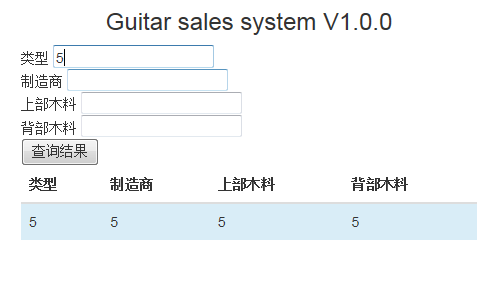 Guitar sales system V1.0.0
类型 5
制造商
上部木料
背部木料
查询结果
类型 制造商 上部木料 背部木料
5 5 5 5